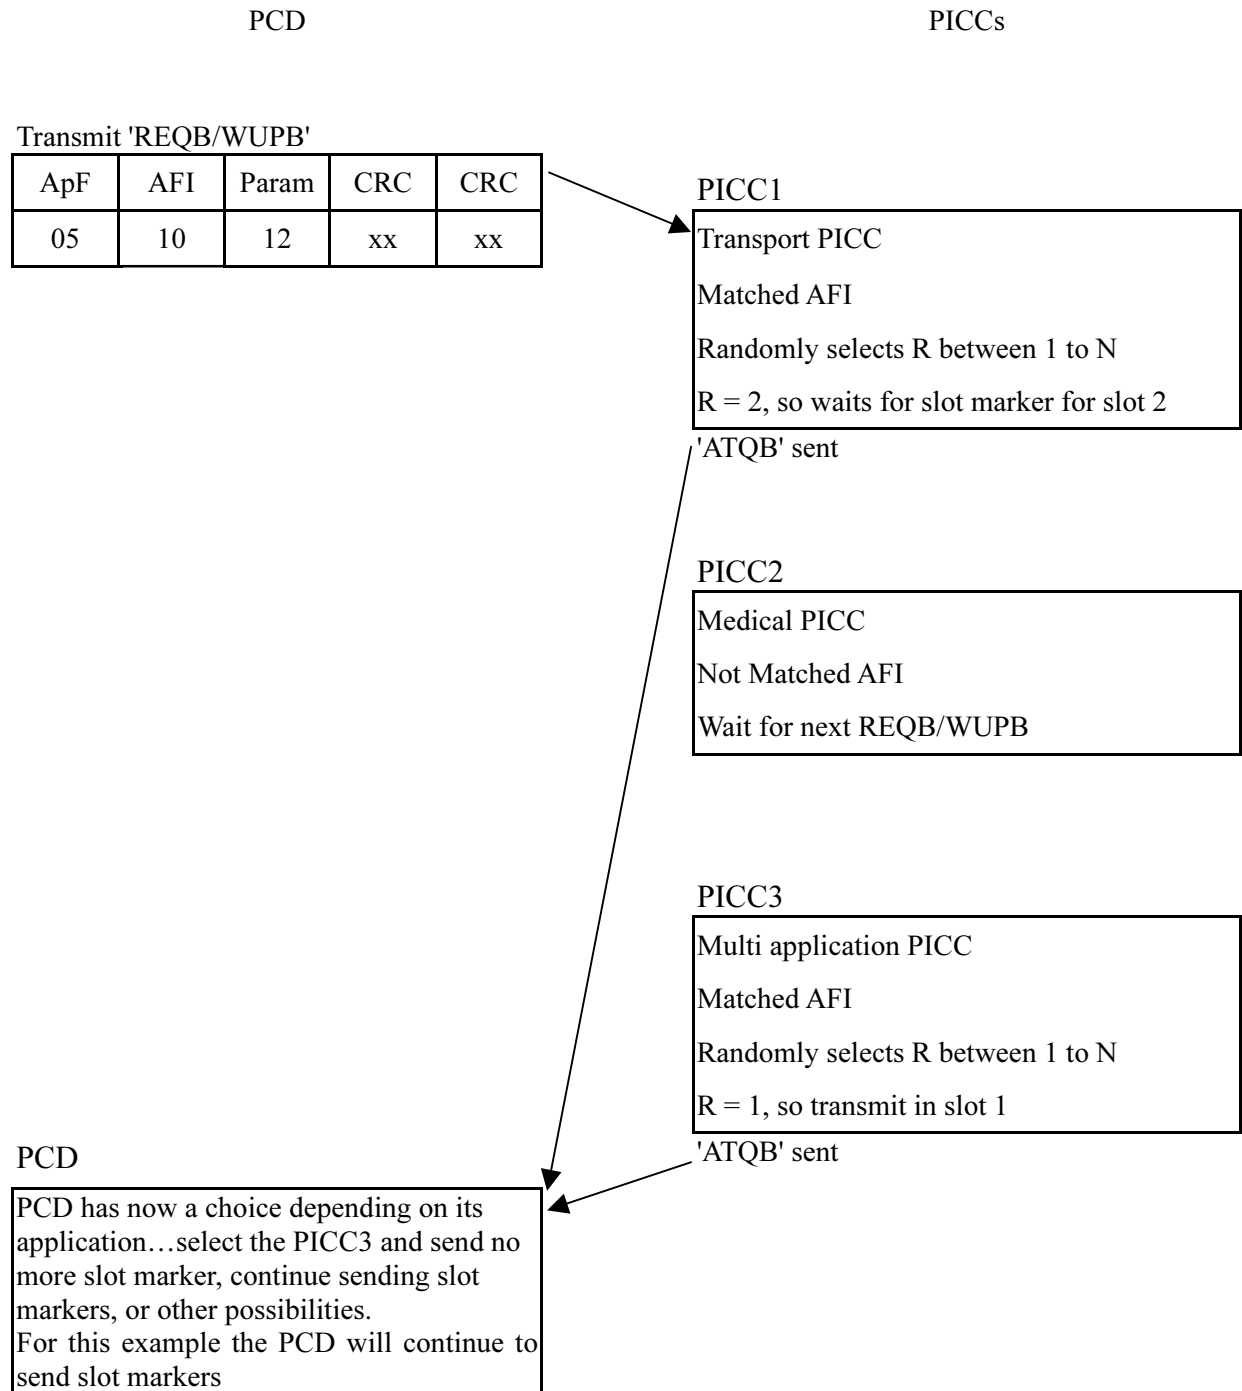 PCD PICCs
Transmit 'REQB/WUPB'
ApF AFI Param CRC CRC
05 10 12 xx xx
PICC1
Transport PICC
Matched AFI
Randomly selects R between 1 to N
R = 2, so waits for slot marker for slot 2
'ATQB' sent
PICC2
Medical PICC
Not Matched AFI
Wait for next REQB/WUPB
PICC3
Multi application PICC
Matched AFI
Randomly selects R between 1 to N
R = 1, so transmit in slot 1
'ATQB' sent
PCD
PCD has now a choice depending on its
application…select the PICC3 and send no
more slot marker, continue sending slot
markers, or other possibilities.
For this example the PCD will continue to
send slot markers